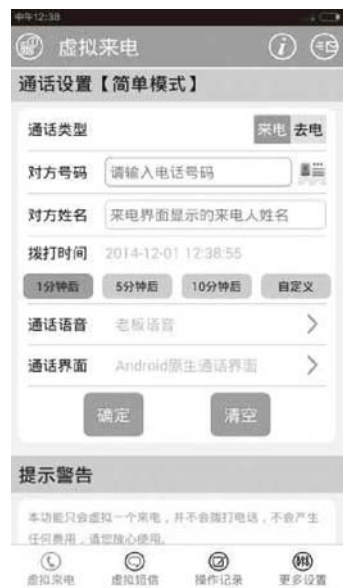 中午12:38
虚拟来电
通话设置【简单模式】
通话类型 来电 去电
对方号码 请输入电话号码
对方姓名 来电界面显示的来电人姓名
拨打时间 2014-12-01 12:38:55
1分钟后 5分钟后 10分钟后 自定义
通话语音 老板语音
通话界面 Android原生通话界面
确定 清空
提示警告
本功能只会虚拟一个来电，并不会拨打电话，不会产生
任何费用，请您放心使用。
虚拟来电 虚拟短信 操作记录 更多设置